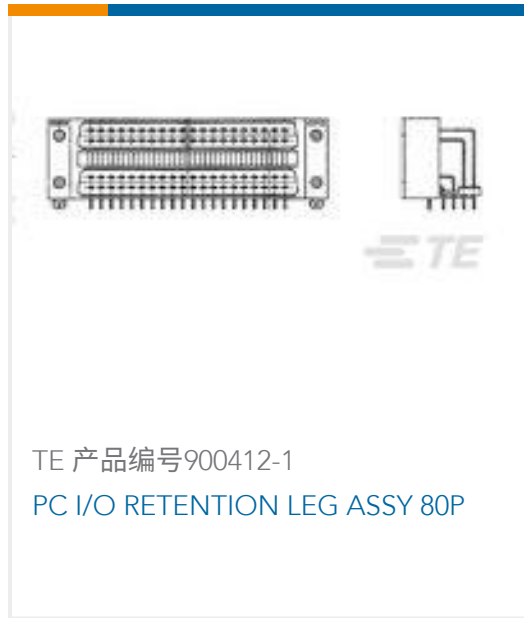 TE
TE 产品编号900412-1
PC I/O RETENTION LEG ASSY 80P